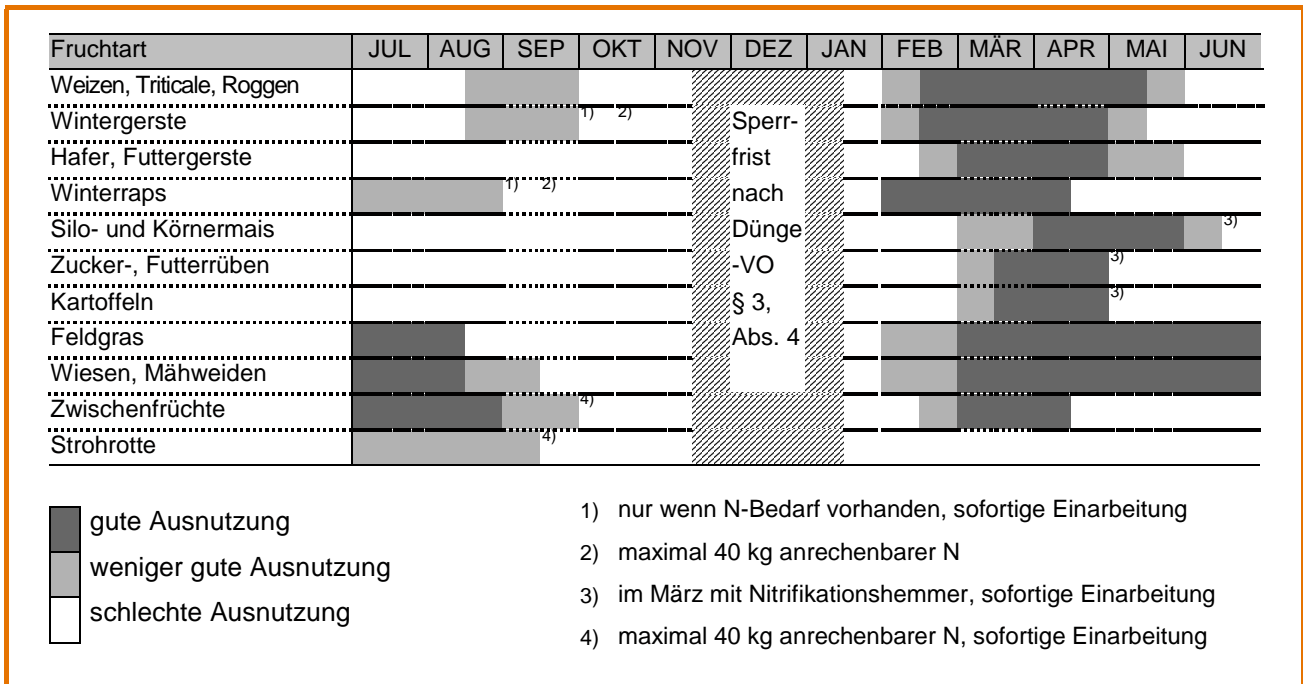 Fruchtart JUL AUG SEP OKT NOV DEZ JAN FEB MÄR APR MAI JUN
Weizen, Triticale, Roggen
Wintergerste 1) 2) Sperr-
Hafer, Futtergerste frist
Winterraps 1) 2) nach
Silo- und Körnermais Dünge 3)
Zucker-, Futterrüben -VO 3)
Kartoffeln § 3, 3)
Feldgras Abs. 4
Wiesen, Mähweiden
Zwischenfrüchte 4)
Strohrotte 4)
gute Ausnutzung
weniger gute Ausnutzung
schlechte Ausnutzung
1) nur wenn N-Bedarf vorhanden, sofortige Einarbeitung
2) maximal 40 kg anrechenbarer N
3) im März mit Nitrifikationshemmer, sofortige Einarbeitung
4) maximal 40 kg anrechenbarer N, sofortige Einarbeitung